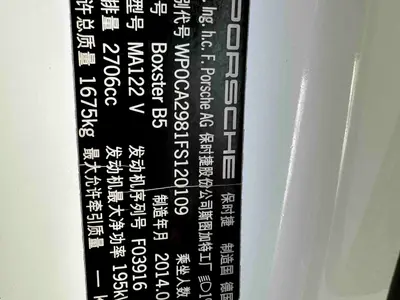 PORSCHE 保时捷 制造国 德国
. Ing. h.c. F. Porsche AG 保时捷股份公司斯图加特工厂
别代号 WP0CA2981FS120109 乘坐人数
号 Boxster B5 制造年月 2014.0
型号 MA122 V 发动机序列号 F03916
排量 2706cc 发动机最大净功率 195k
许总质量 1675kg 最大允许牵引质量 — k